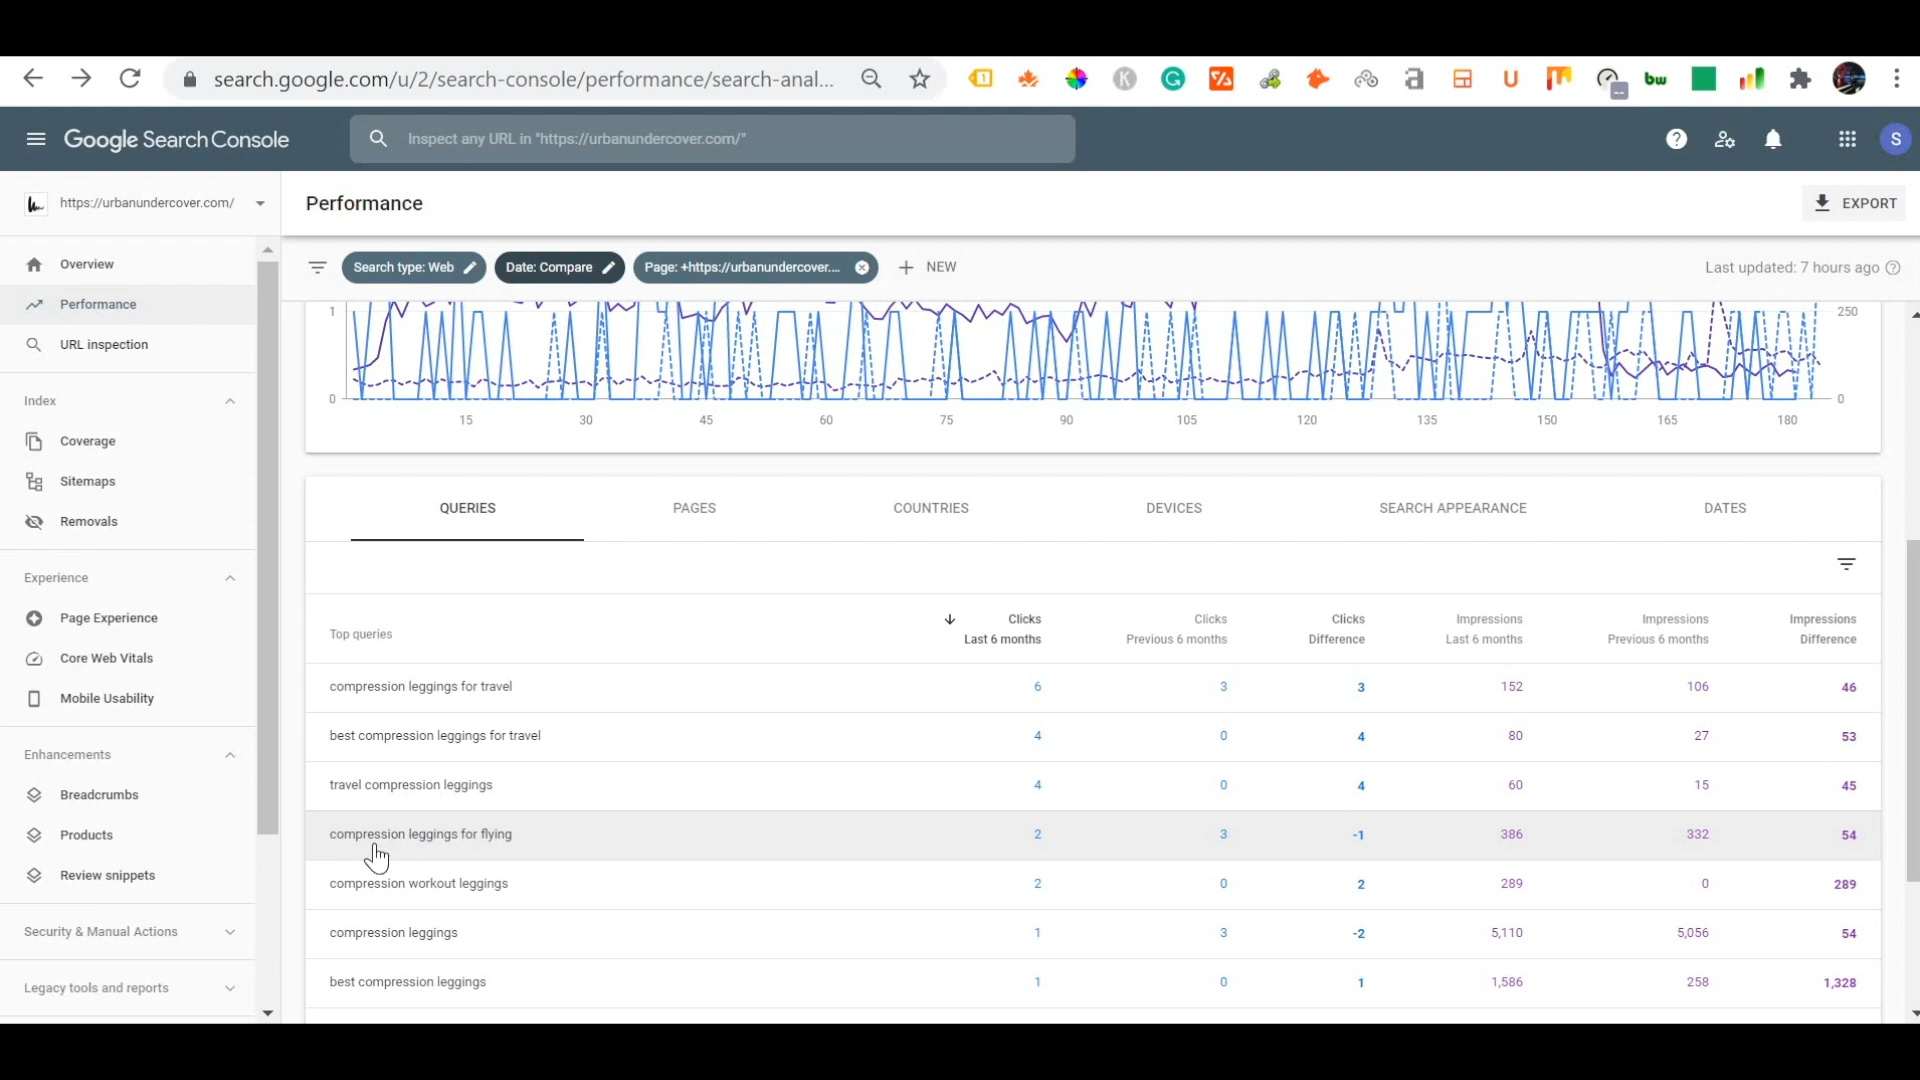 search.google.com/u/2/search-console/performance/search-anal...
Google Search Console
Inspect any URL in "https://urbanundercover.com/"
S
https://urbanundercover.com/
Performance
EXPORT
Overview
Performance
URL inspection
Index
Coverage
Sitemaps
Removals
Experience
Page Experience
Core Web Vitals
Mobile Usability
Enhancements
Breadcrumbs
Products
Review snippets
Security & Manual Actions
Legacy tools and reports
Search type: Web
Date: Compare
Page: +https://urbanundercover....
NEW
Last updated: 7 hours ago
1
250
0
0
15 30 45 60 75 90 105 120 135 150 165 180
QUERIES PAGES COUNTRIES DEVICES SEARCH APPEARANCE DATES
Top queries
Clicks Clicks Clicks Impressions Impressions Impressions
Last 6 months Previous 6 months Difference Last 6 months Previous 6 months Difference
compression leggings for travel 6 3 3 152 106 46
best compression leggings for travel 4 0 4 80 27 53
travel compression leggings 4 0 4 60 15 45
compression leggings for flying 2 3 -1 386 332 54
compression workout leggings 2 0 2 289 0 289
compression leggings 1 3 -2 5,110 5,056 54
best compression leggings 1 0 1 1,586 258 1,328